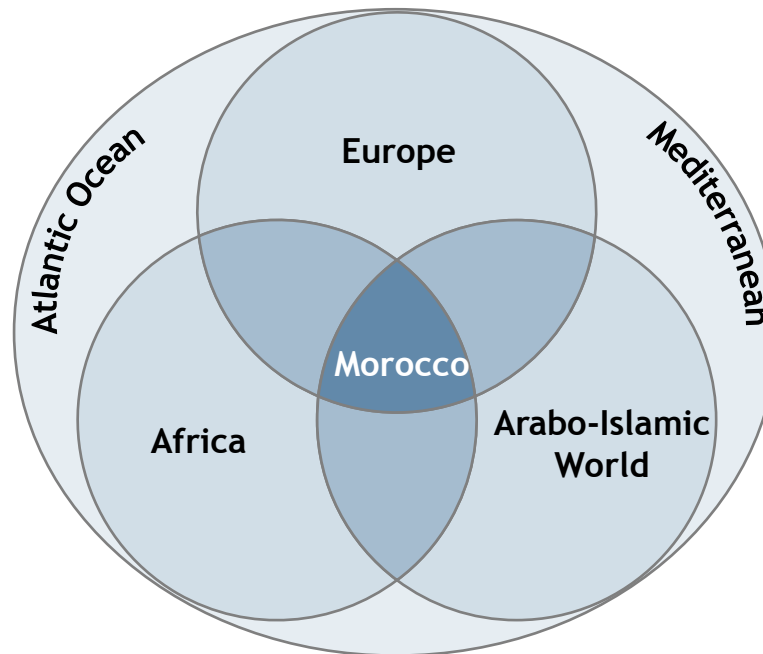 Europe
Atlantic Ocean
Mediterranean
Morocco
Africa
Arabo-Islamic
World